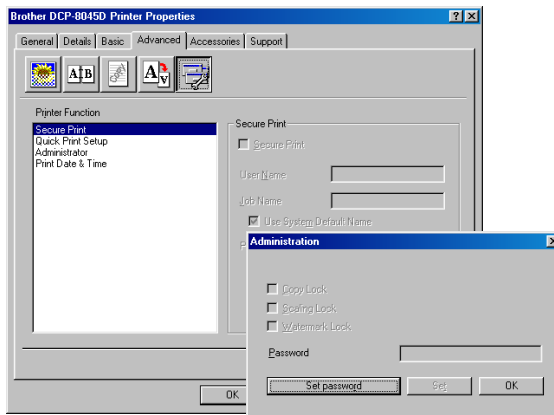 Brother DCP-8045D Printer Properties
General Details Basic Advanced Accessories Support
Printer Function
Secure Print
Quick Print Setup
Administrator
Print Date & Time
Secure Print
Secure Print
User Name
Job Name
Use System Default Name
OK
Administration
Copy Lock
Scaling Lock
Watermark Lock
Password
Set password Set OK